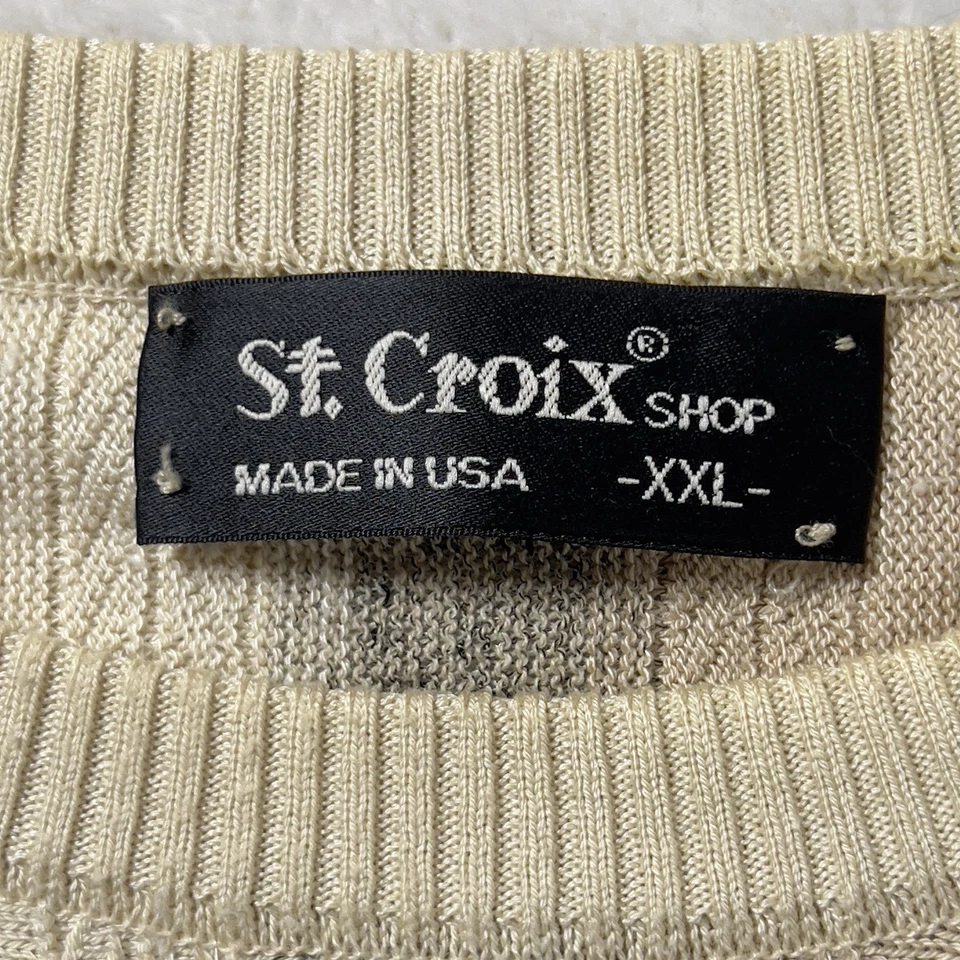 St. Croix® SHOP
MADE IN USA -XXL-